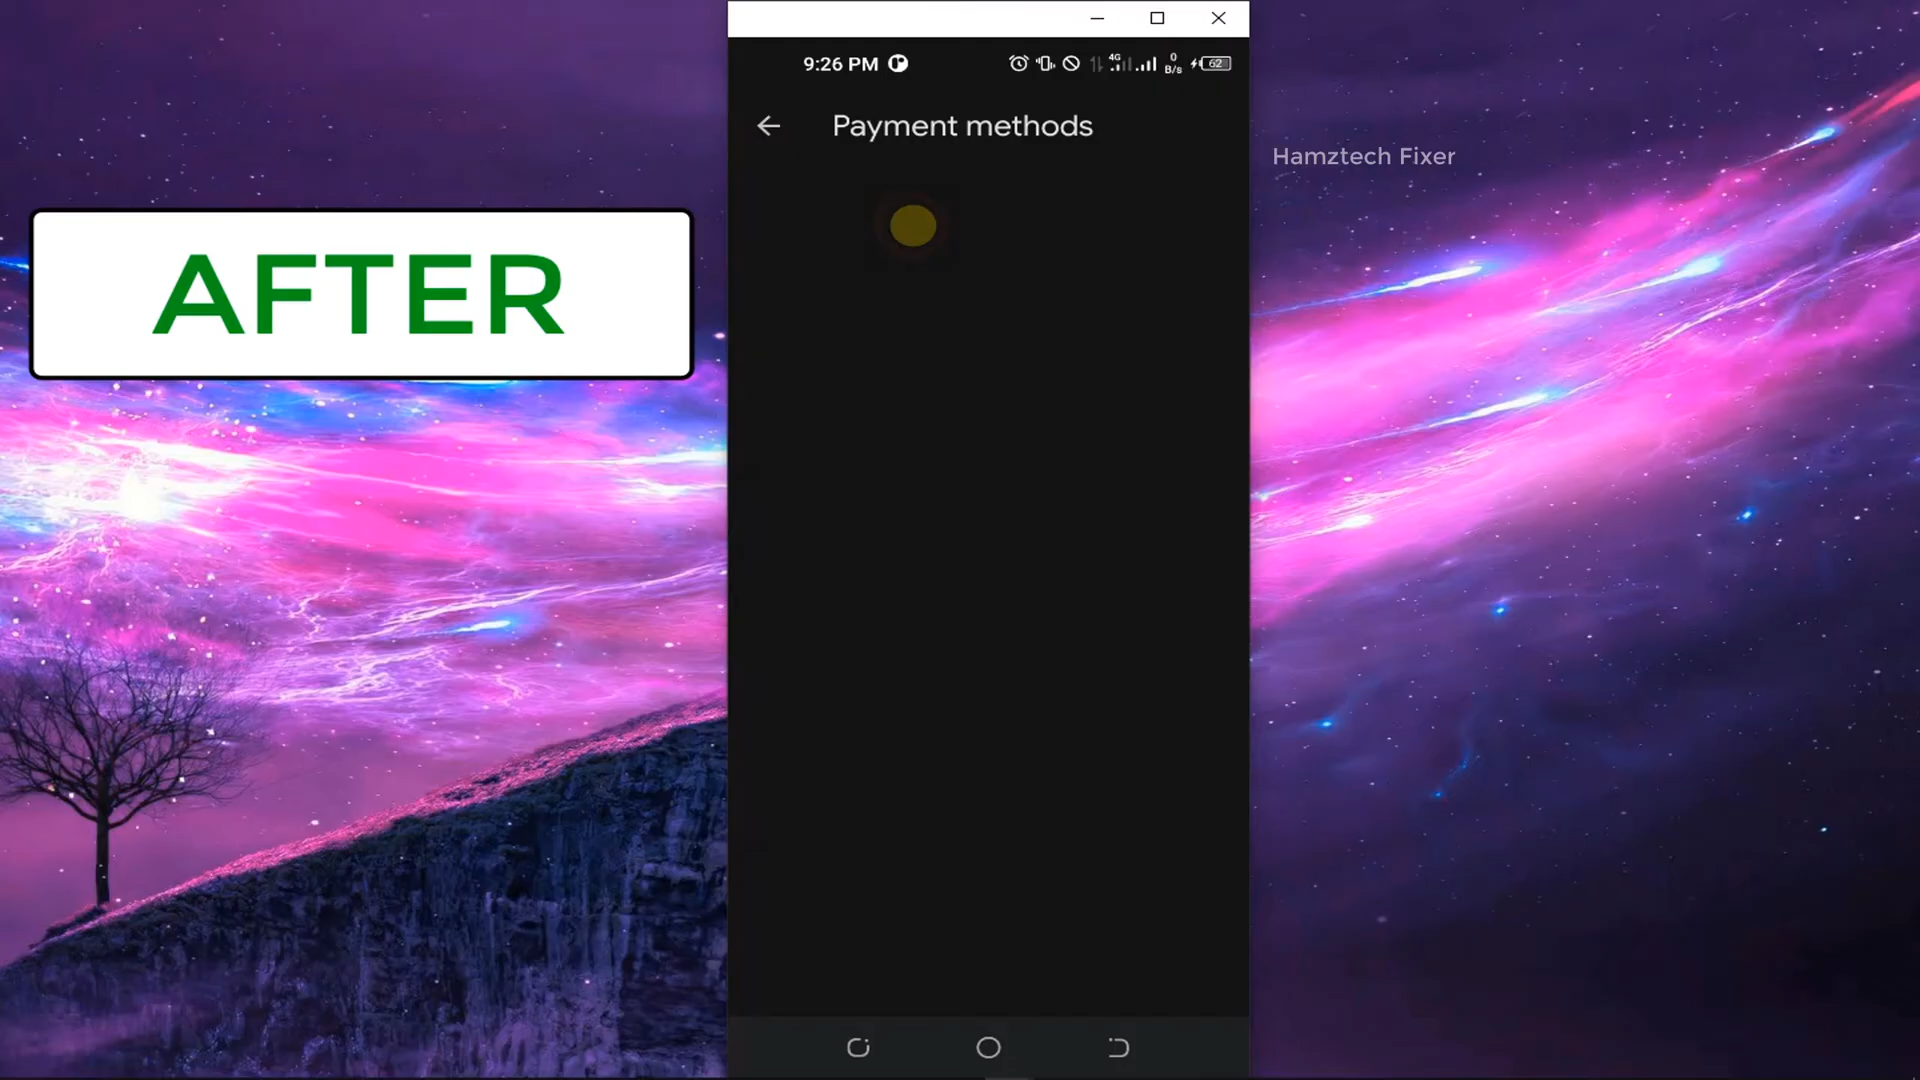 9:26 PM
4G
0
B/s
62
Payment methods
Hamztech Fixer
AFTER